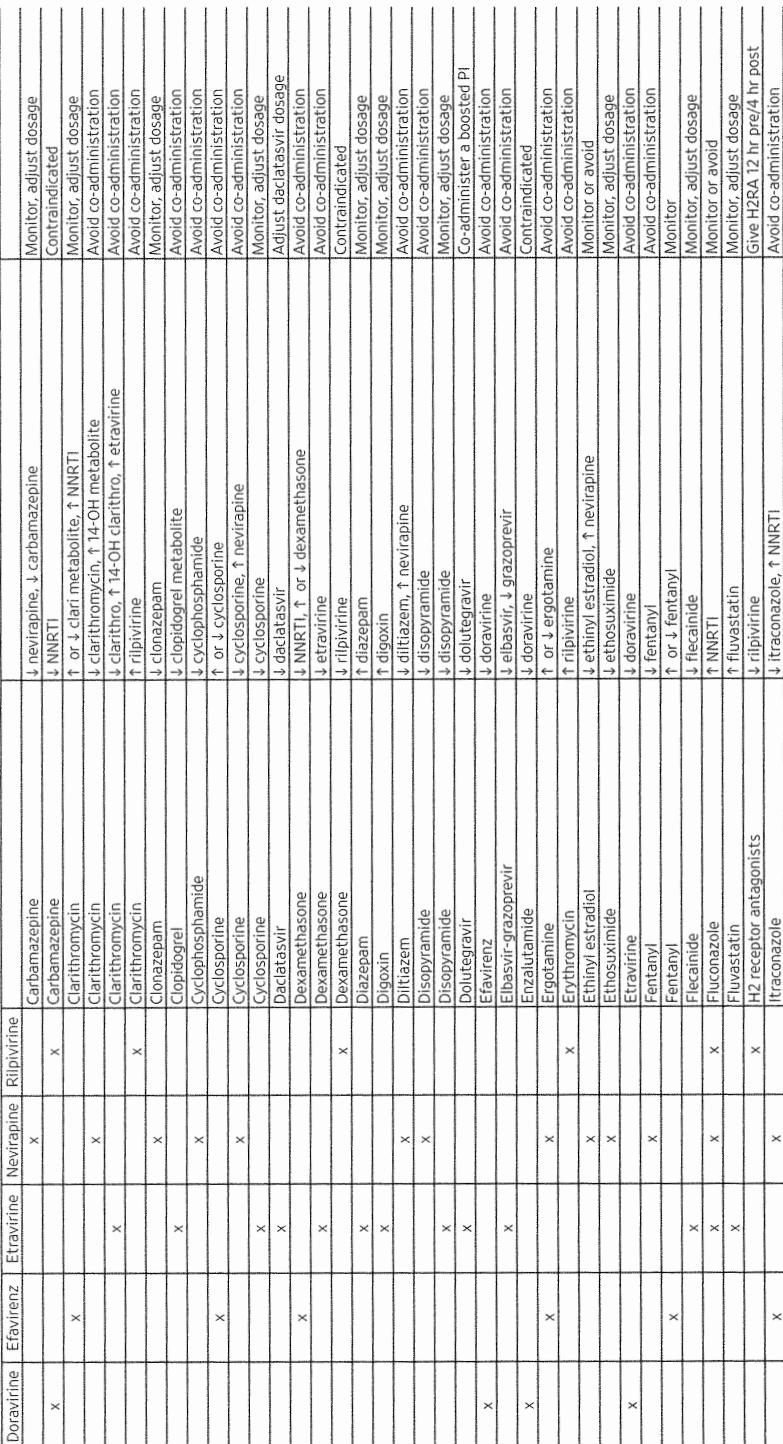 Doravirine Efavirenz Etravirine Nevirapine Rilpivirine
x Carbamazepine ↓ nevirapine, ↓ carbamazepine Monitor, adjust dosage
x x Carbamazepine ↓ NNRTI Contraindicated
x Clarithromycin ↑ or ↓ clari metabolite, ↑ NNRTI Monitor, adjust dosage
x Clarithromycin ↓ clarithromycin, ↑ 14-OH metabolite Avoid co-administration
x Clarithromycin ↓ clarithro, ↑ 14-OH clarithro, ↑ etravirine Avoid co-administration
x Clarithromycin ↑ rilpivirine Avoid co-administration
x Clonazepam ↓ clonazepam Monitor, adjust dosage
x Clopidogrel ↓ clopidogrel metabolite Avoid co-administration
x Cyclophosphamide ↓ cyclophosphamide Avoid co-administration
x Cyclosporine ↑ or ↓ cyclosporine Avoid co-administration
x Cyclosporine ↓ cyclosporine, ↑ nevirapine Avoid co-administration
x Cyclosporine ↓ cyclosporine Monitor, adjust dosage
x Daclatasvir ↓ daclatasvir Adjust daclatasvir dosage
x Dexamethasone ↓ NNRTI, ↑ or ↓ dexamethasone Avoid co-administration
x Dexamethasone ↓ etravirine Avoid co-administration
x Dexamethasone ↓ rilpivirine Contraindicated
x Diazepam ↑ diazepam Monitor, adjust dosage
x Digoxin ↑ digoxin Monitor, adjust dosage
x Diltiazem ↓ diltiazem, ↑ nevirapine Avoid co-administration
x Disopyramide ↓ disopyramide Avoid co-administration
x Disopyramide ↓ disopyramide Monitor, adjust dosage
x Dolutegravir ↓ dolutegravir Co-administer a boosted PI
x Efavirenz ↓ doravirine Avoid co-administration
x Elbasvir-grazoprevir ↓ elbasvir, ↓ grazoprevir Avoid co-administration
x Enzalutamide ↓ doravirine Contraindicated
x x Ergotamine ↑ or ↓ ergotamine Avoid co-administration
x Erythromycin ↑ rilpivirine Avoid co-administration
x Ethinyl estradiol ↓ ethinyl estradiol, ↑ nevirapine Monitor or avoid
x Ethosuximide ↓ ethosuximide Monitor, adjust dosage
x Etravirine ↓ doravirine Avoid co-administration
x Fentanyl ↓ fentanyl Avoid co-administration
x Fentanyl ↑ or ↓ fentanyl Monitor
x Flecainide ↓ flecainide Monitor, adjust dosage
x x x Fluconazole ↑ NNRTI Monitor or avoid
x Fluvastatin ↑ fluvastatin Monitor, adjust dosage
x H2 receptor antagonists ↓ rilpivirine Give H2RA 12 hr pre/4 hr post
x x Itraconazole ↓ itraconazole, ↑ NNRTI Avoid co-administration